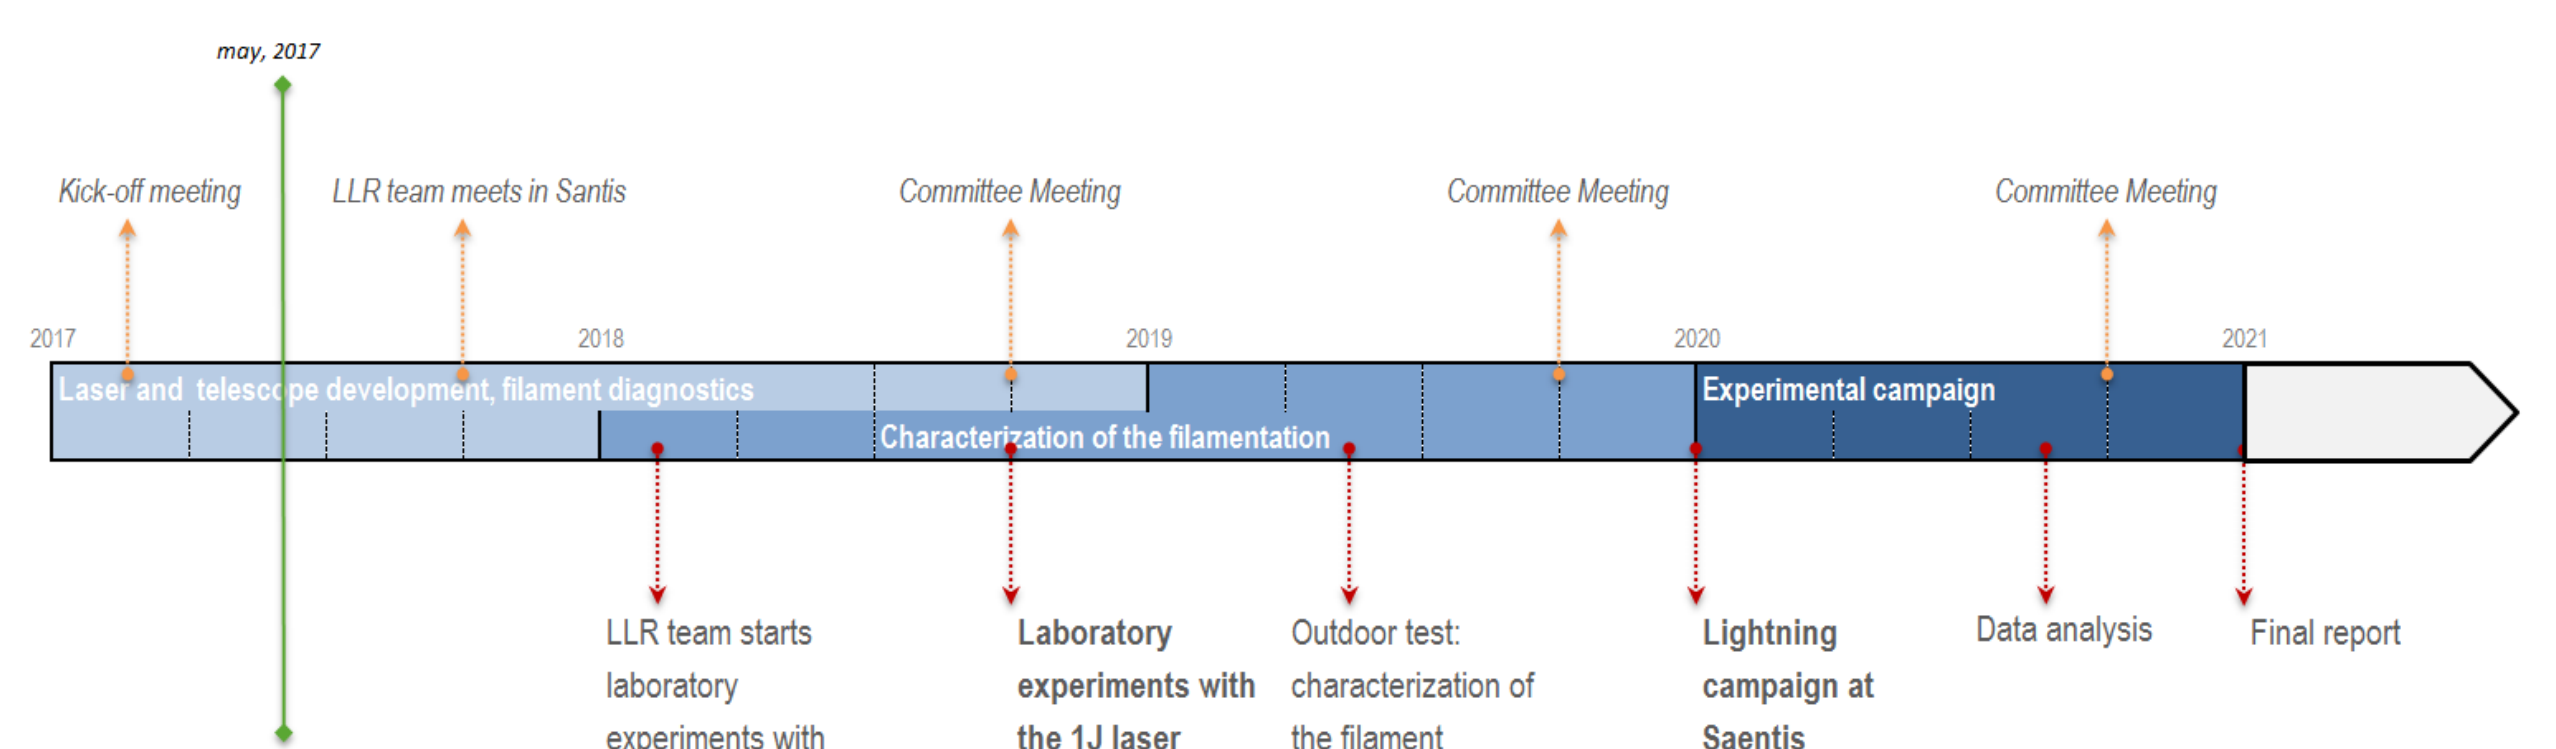 may, 2017
Kick-off meeting
LLR team meets in Santis
Committee Meeting
Committee Meeting
Committee Meeting
2017
2018
2019
2020
2021
Laser and  telescope development, filament diagnostics
Experimental campaign
Characterization of the filamentation
LLR team starts
laboratory
experiments with
Laboratory
experiments with
the 1J laser
Outdoor test:
characterization of
the filament
Lightning
campaign at
Saentis
Data analysis
Final report